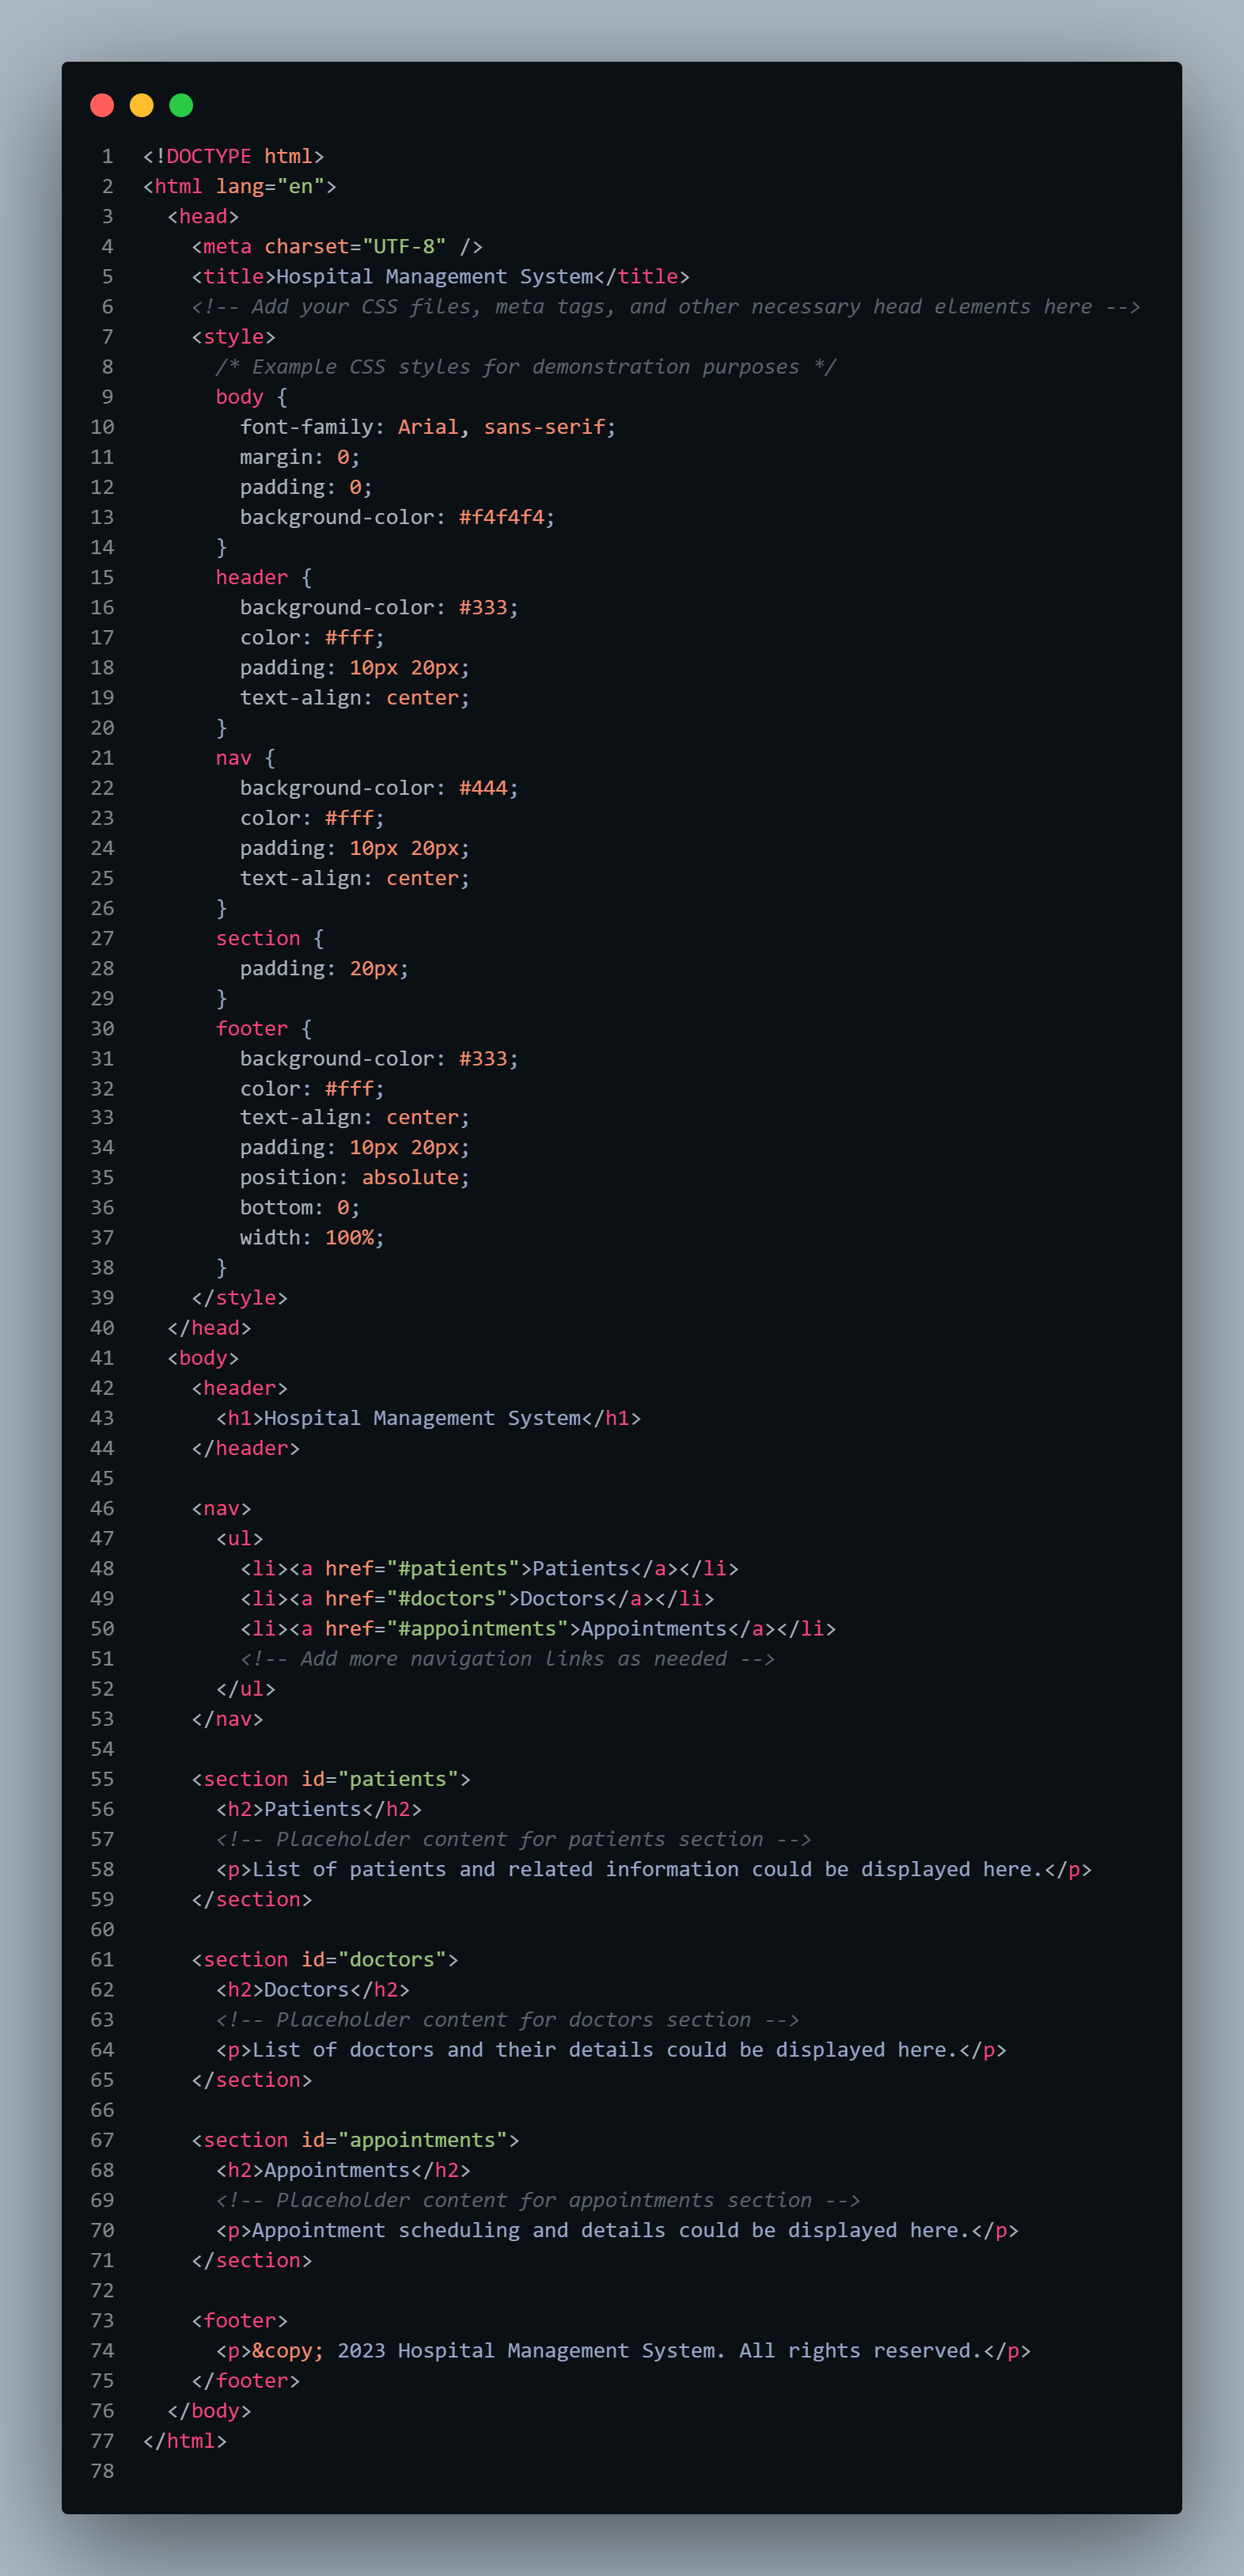 1 <!DOCTYPE html>
2 <html lang="en">
3   <head>
4     <meta charset="UTF-8" />
5     <title>Hospital Management System</title>
6     <!-- Add your CSS files, meta tags, and other necessary head elements here -->
7     <style>
8       /* Example CSS styles for demonstration purposes */
9       body {
10         font-family: Arial, sans-serif;
11         margin: 0;
12         padding: 0;
13         background-color: #f4f4f4;
14       }
15       header {
16         background-color: #333;
17         color: #fff;
18         padding: 10px 20px;
19         text-align: center;
20       }
21       nav {
22         background-color: #444;
23         color: #fff;
24         padding: 10px 20px;
25         text-align: center;
26       }
27       section {
28         padding: 20px;
29       }
30       footer {
31         background-color: #333;
32         color: #fff;
33         text-align: center;
34         padding: 10px 20px;
35         position: absolute;
36         bottom: 0;
37         width: 100%;
38       }
39     </style>
40   </head>
41   <body>
42     <header>
43       <h1>Hospital Management System</h1>
44     </header>
45
46     <nav>
47       <ul>
48         <li><a href="#patients">Patients</a></li>
49         <li><a href="#doctors">Doctors</a></li>
50         <li><a href="#appointments">Appointments</a></li>
51         <!-- Add more navigation links as needed -->
52       </ul>
53     </nav>
54
55     <section id="patients">
56       <h2>Patients</h2>
57       <!-- Placeholder content for patients section -->
58       <p>List of patients and related information could be displayed here.</p>
59     </section>
60
61     <section id="doctors">
62       <h2>Doctors</h2>
63       <!-- Placeholder content for doctors section -->
64       <p>List of doctors and their details could be displayed here.</p>
65     </section>
66
67     <section id="appointments">
68       <h2>Appointments</h2>
69       <!-- Placeholder content for appointments section -->
70       <p>Appointment scheduling and details could be displayed here.</p>
71     </section>
72
73     <footer>
74       <p>&copy; 2023 Hospital Management System. All rights reserved.</p>
75     </footer>
76   </body>
77 </html>
78